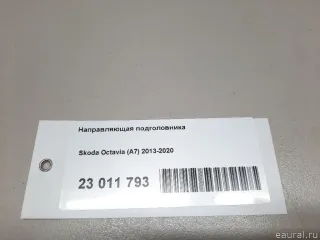 Направляющая подголовника
Skoda Octavia (A7) 2013-2020
23 011 793
eaural.ru